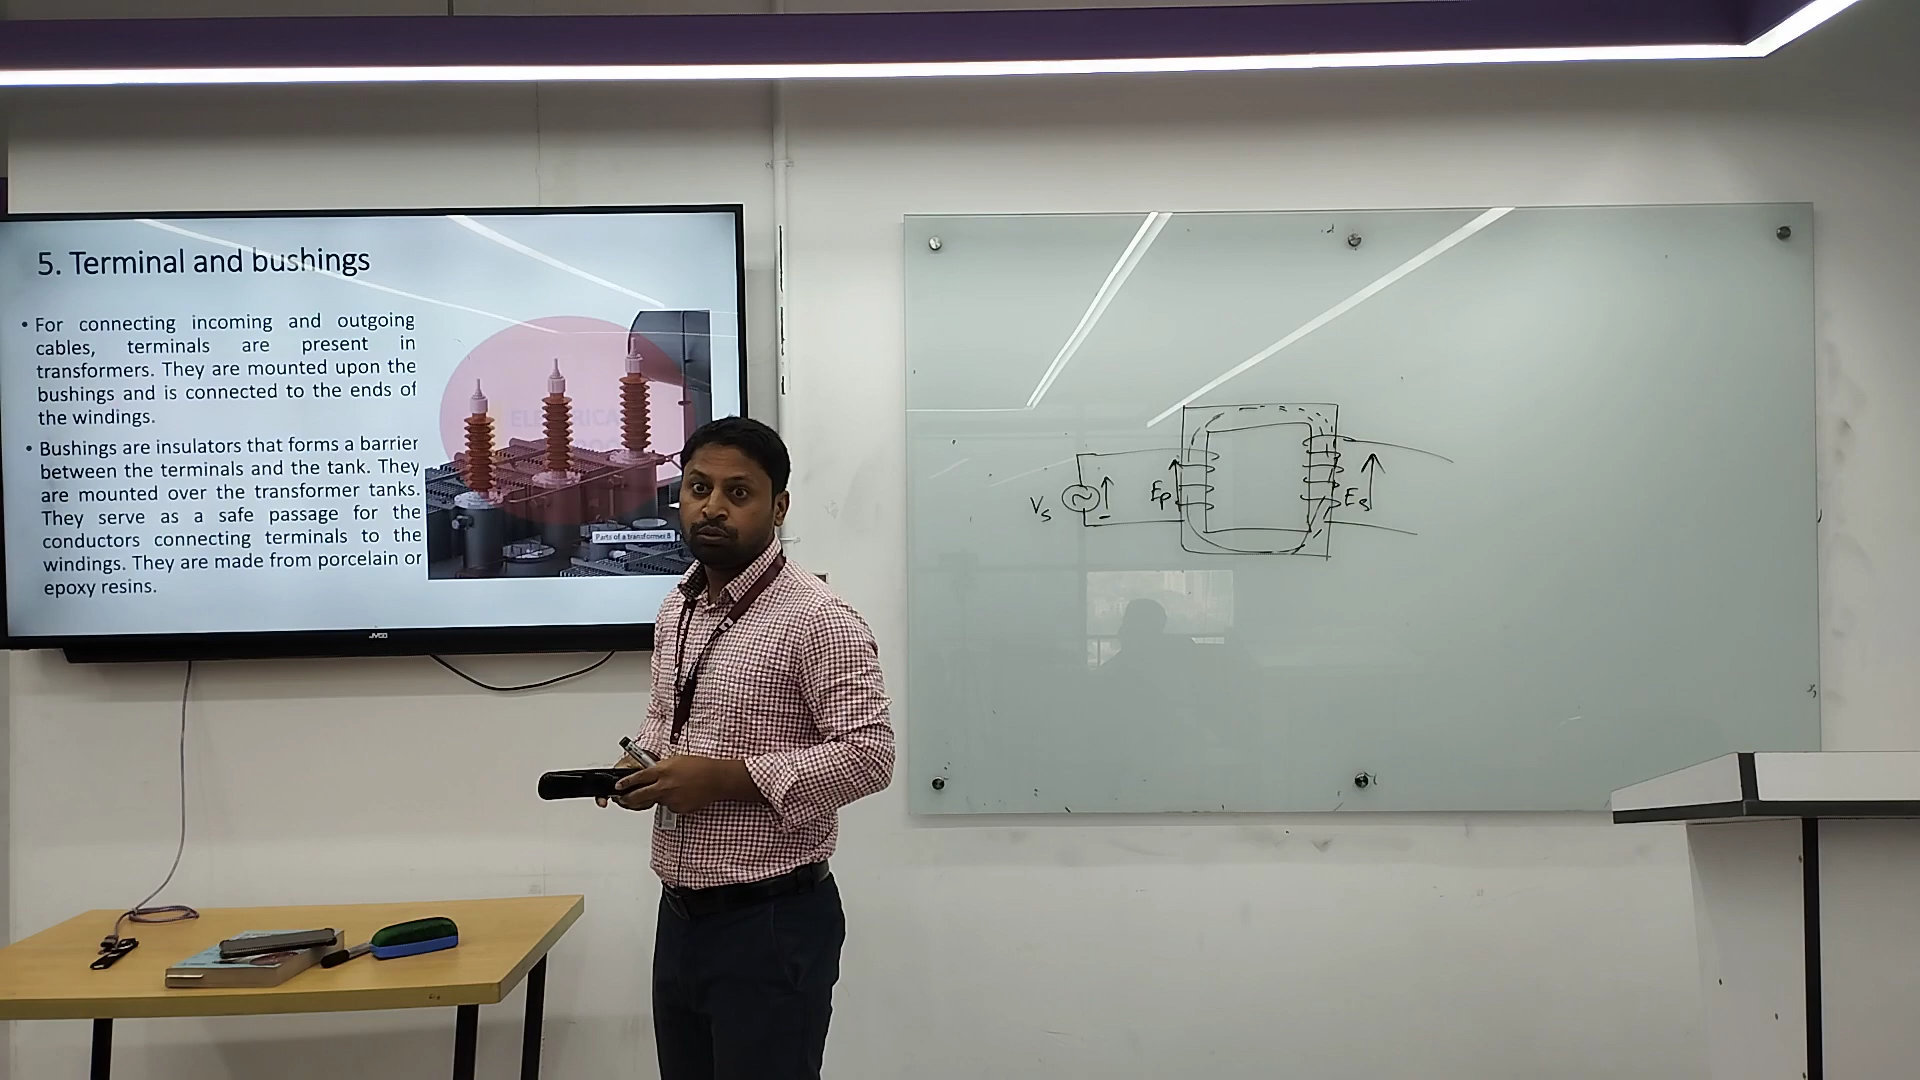 5. Terminal and bushings
• For connecting incoming and outgoing
cables, terminals are present in
transformers. They are mounted upon the
bushings and is connected to the ends of
the windings.
• Bushings are insulators that forms a barrier
between the terminals and the tank. They
are mounted over the transformer tanks.
They serve as a safe passage for the
conductors connecting terminals to the
windings. They are made from porcelain or
epoxy resins.
Parts of a transformer 8
JVCO
Vs
Ep
Es